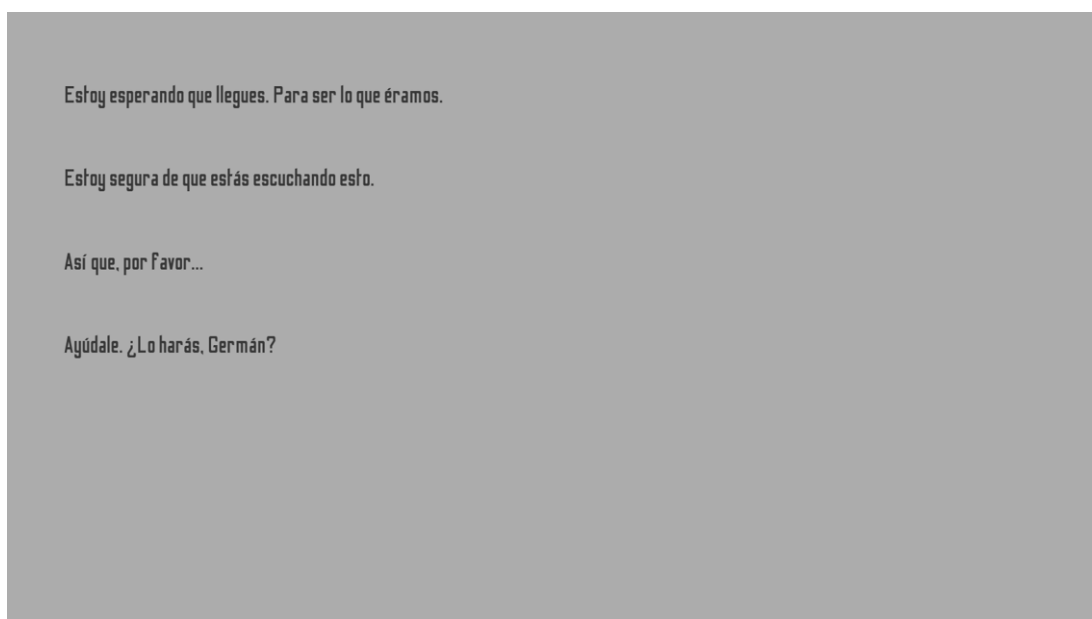 Estoy esperando que llegues. Para ser lo que éramos.
Estoy segura de que estás escuchando esto.
Así que, por favor...
Ayúdale. ¿Lo harás, Germán?